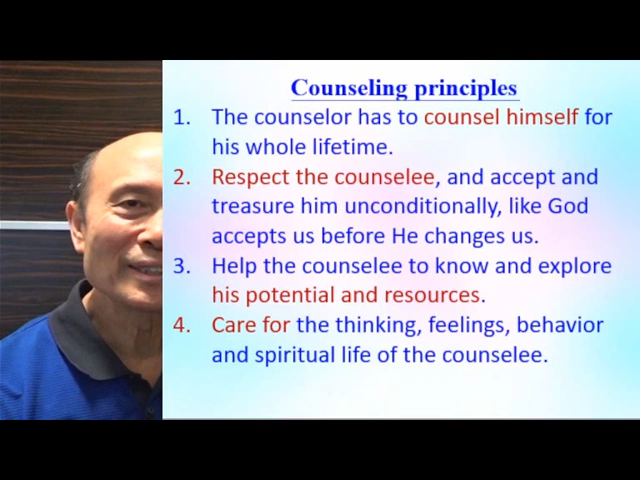 Counseling principles
1. The counselor has to counsel himself for
his whole lifetime.
2. Respect the counselee, and accept and
treasure him unconditionally, like God
accepts us before He changes us.
3. Help the counselee to know and explore
his potential and resources.
4. Care for the thinking, feelings, behavior
and spiritual life of the counselee.